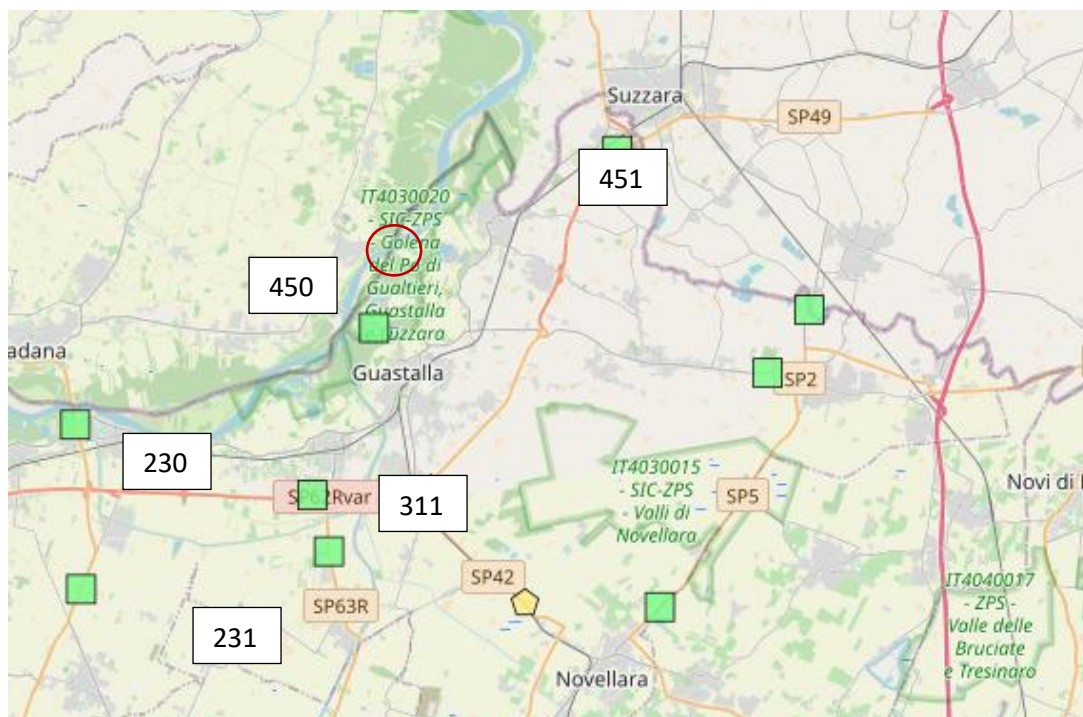 Suzzara
SP49
451
IT4030020
- SIC-ZPS
- Golena
del Po di
Gualtieri,
Guastalla
Luzzara
450
adana
Guastalla
SP2
230
SP62Rvar
311
IT4030015
- SIC-ZPS
- Valli di
Novellara
SP5
Novi di
SP42
SP63R
231
IT4040017
- ZPS -
Valle delle
Bruciate
e Tresinaro
Novellara